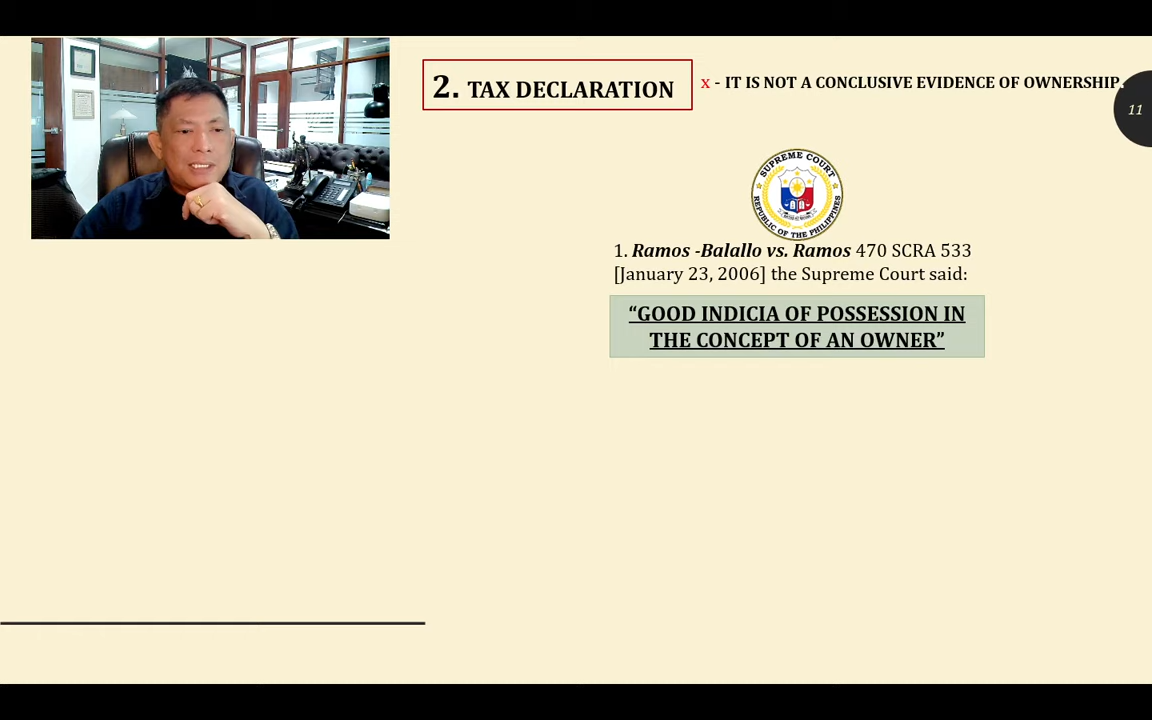 2. TAX DECLARATION
x - IT IS NOT A CONCLUSIVE EVIDENCE OF OWNERSHIP.
11
SUPREME COURT
REPUBLIC OF THE PHILIPPINES
1. Ramos -Balallo vs. Ramos 470 SCRA 533
[January 23, 2006] the Supreme Court said:
“GOOD INDICIA OF POSSESSION IN
THE CONCEPT OF AN OWNER”